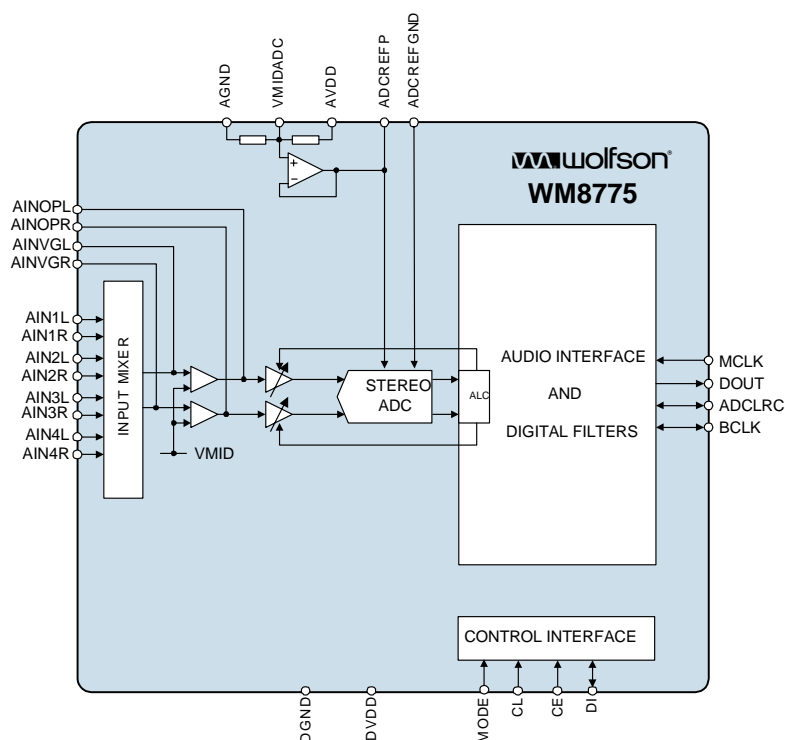 AGND
VMIDADC
AVDD
ADCREFP
ADCREFGND
wolfson®
WM8775
AINOPL
AINOPR
AINVGL
AINVGR
AIN1L
AIN1R
AIN2L
AIN2R
AIN3L
AIN3R
AIN4L
AIN4R
INPUT MIXER
+
−
VMID
STEREO
ADC
ALC
AUDIO INTERFACE
AND
DIGITAL FILTERS
MCLK
DOUT
ADCLRC
BCLK
CONTROL INTERFACE
DGND
DVDD
MODE
CL
CE
DI